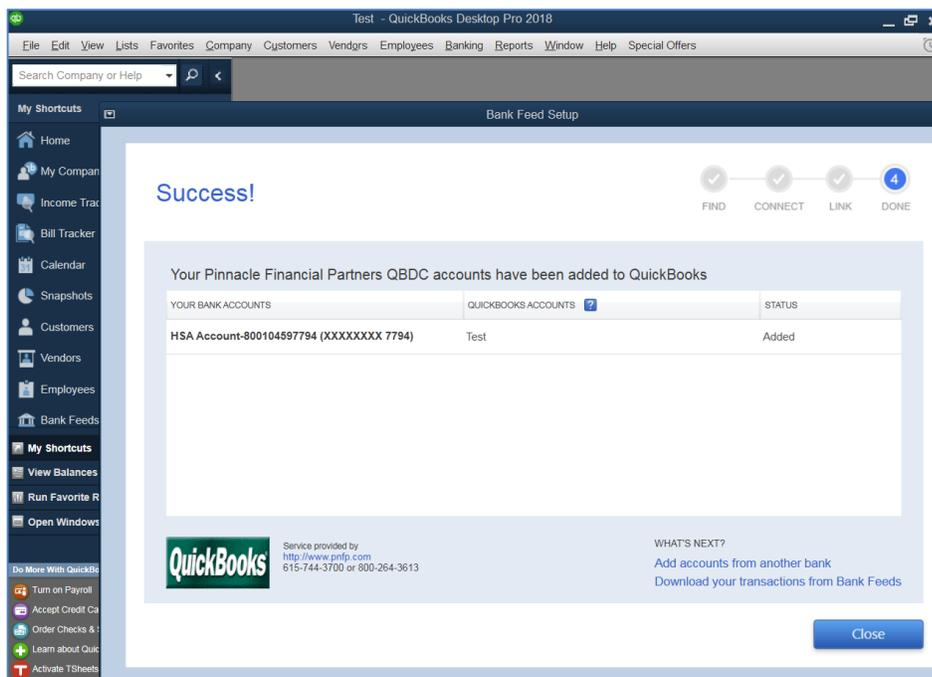 qb
Test - QuickBooks Desktop Pro 2018
File Edit View Lists Favorites Company Customers Vendors Employees Banking Reports Window Help Special Offers
Search Company or Help
My Shortcuts
Bank Feed Setup
Home
My Compan
Income Trac
Bill Tracker
Calendar
Snapshots
Customers
Vendors
Employees
Bank Feeds
My Shortcuts
View Balances
Run Favorite R
Open Windows
Do More With QuickBo
Turn on Payroll
Accept Credit Ca
Order Checks &
Learn about Quic
Activate TSheets
Success!
4
FIND CONNECT LINK DONE
Your Pinnacle Financial Partners QBDC accounts have been added to QuickBooks
YOUR BANK ACCOUNTS QUICKBOOKS ACCOUNTS ? STATUS
HSA Account-800104597794 (XXXXXXXX 7794) Test Added
QuickBooks
Service provided by
http://www.pnfp.com
615-744-3700 or 800-264-3613
WHAT'S NEXT?
Add accounts from another bank
Download your transactions from Bank Feeds
Close